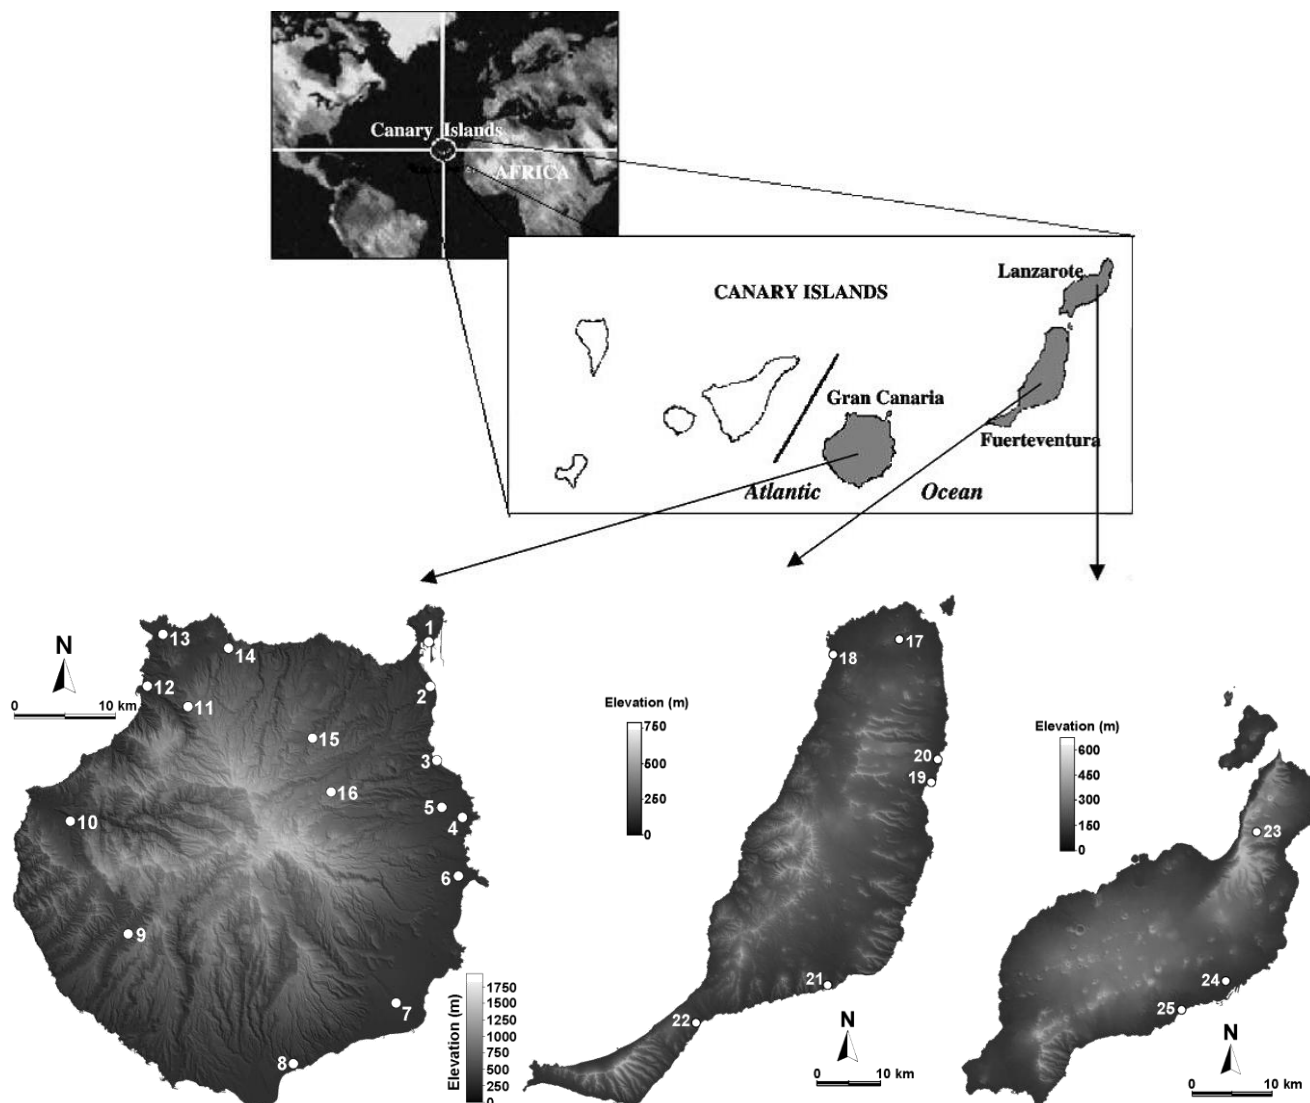 Canary Islands
AFRICA
CANARY ISLANDS
Lanzarote
Gran Canaria
Fuerteventura
Atlantic Ocean
N
0 10 km
1
2
3
4
5
6
7
8
9
10
11
12
13
14
15
16
Elevation (m)
1750
1500
1250
1000
750
500
250
0
Elevation (m)
750
500
250
0
17
18
19
20
21
22
N
0 10 km
Elevation (m)
600
450
300
150
0
23
24
25
N
0 10 km